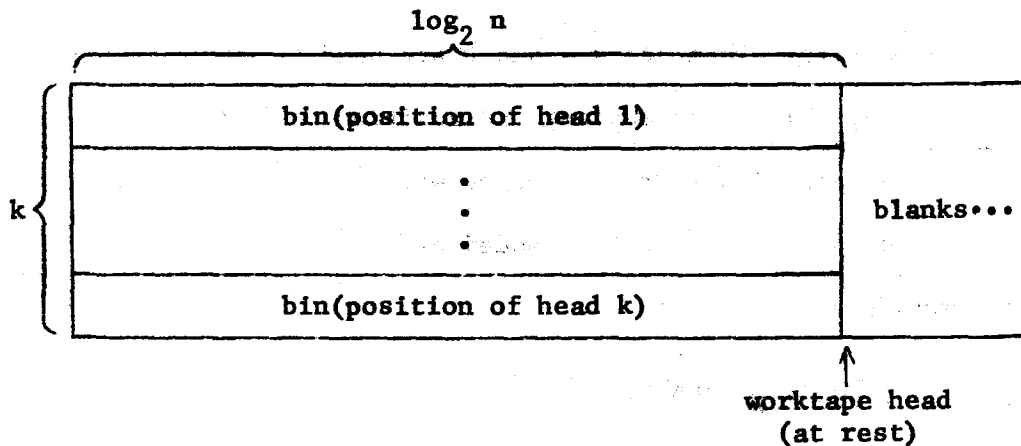 log₂ n
bin(position of head 1)
k
blanks•••
bin(position of head k)
worktape head
(at rest)